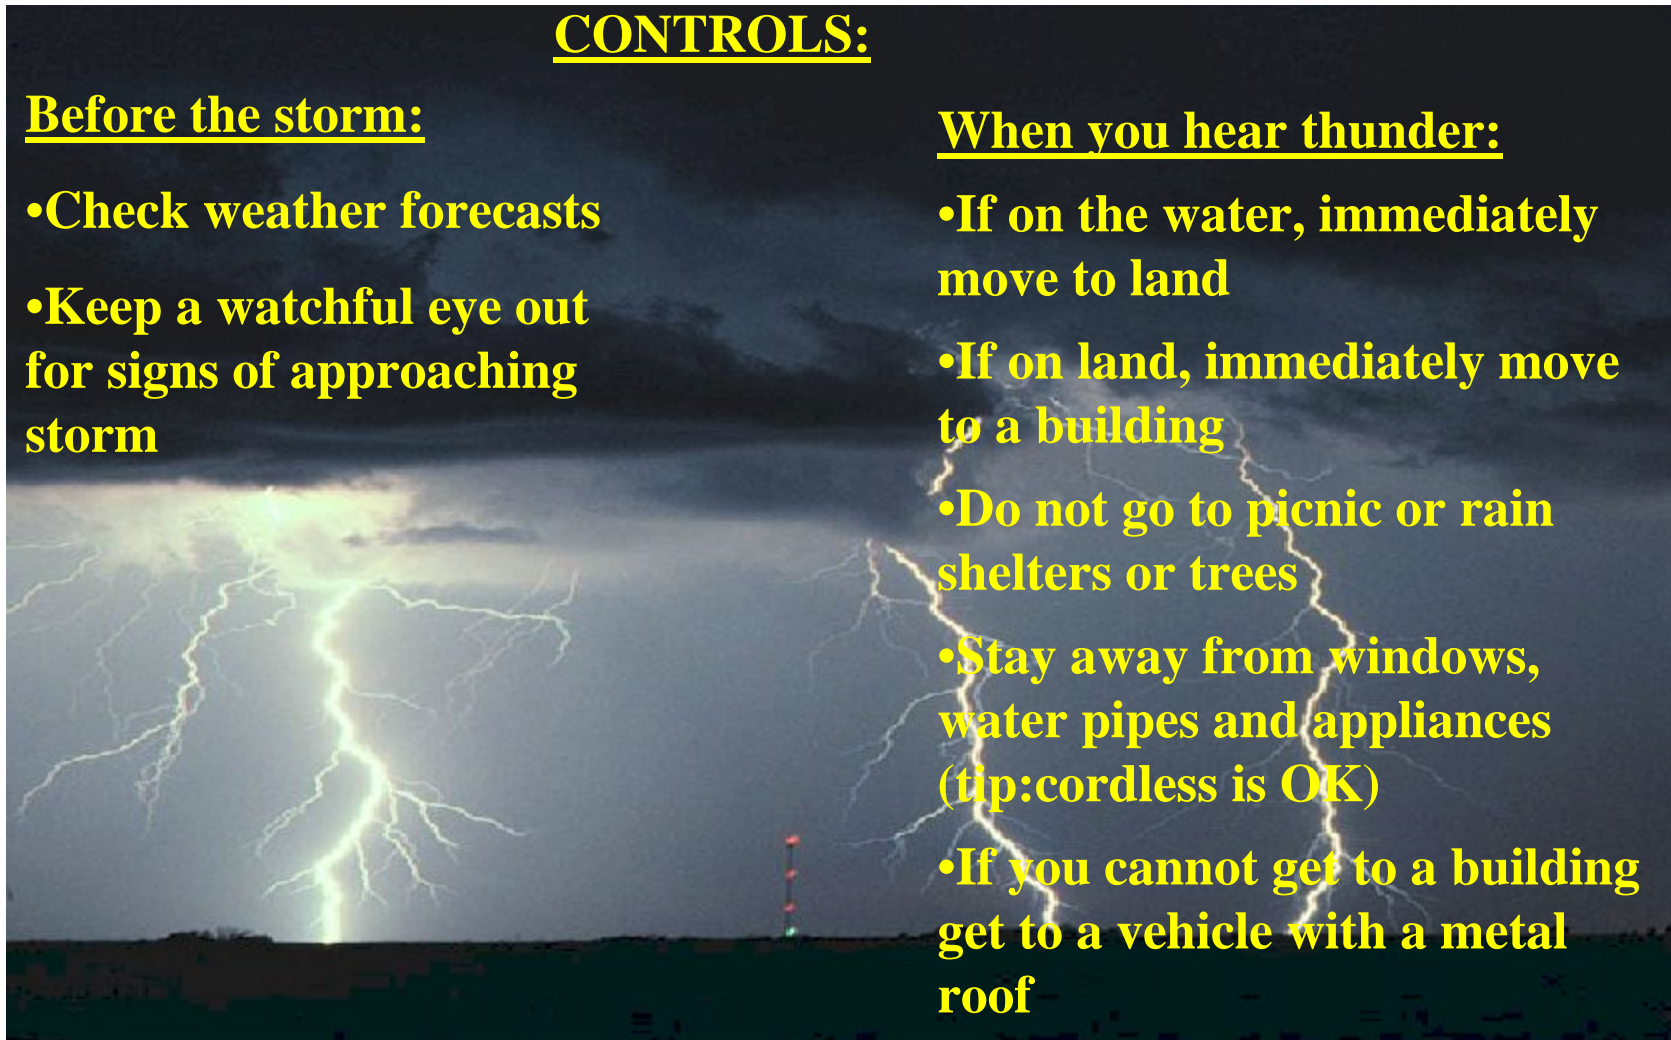 CONTROLS:
Before the storm:
•Check weather forecasts
•Keep a watchful eye out
for signs of approaching
storm
When you hear thunder:
•If on the water, immediately
move to land
•If on land, immediately move
to a building
•Do not go to picnic or rain
shelters or trees
•Stay away from windows,
water pipes and appliances
(tip:cordless is OK)
•If you cannot get to a building
get to a vehicle with a metal
roof